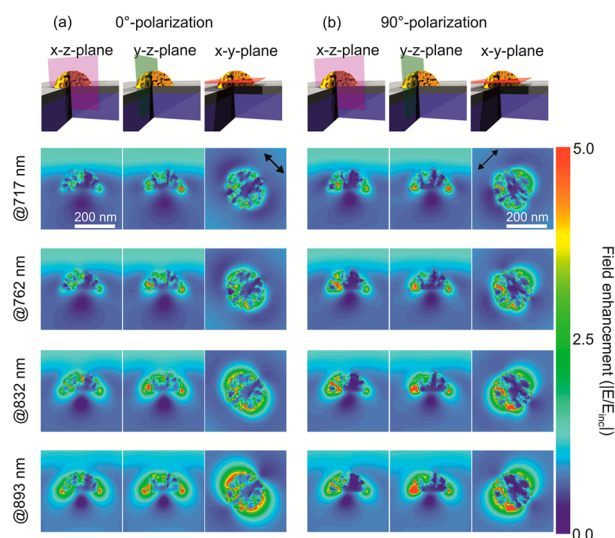 (a) 0°-polarization
(b) 90°-polarization
x-z-plane y-z-plane x-y-plane
x-z-plane y-z-plane x-y-plane
@717 nm
200 nm
200 nm
@762 nm
@832 nm
@893 nm
5.0
2.5
0.0
Field enhancement (|E/E_inc|)